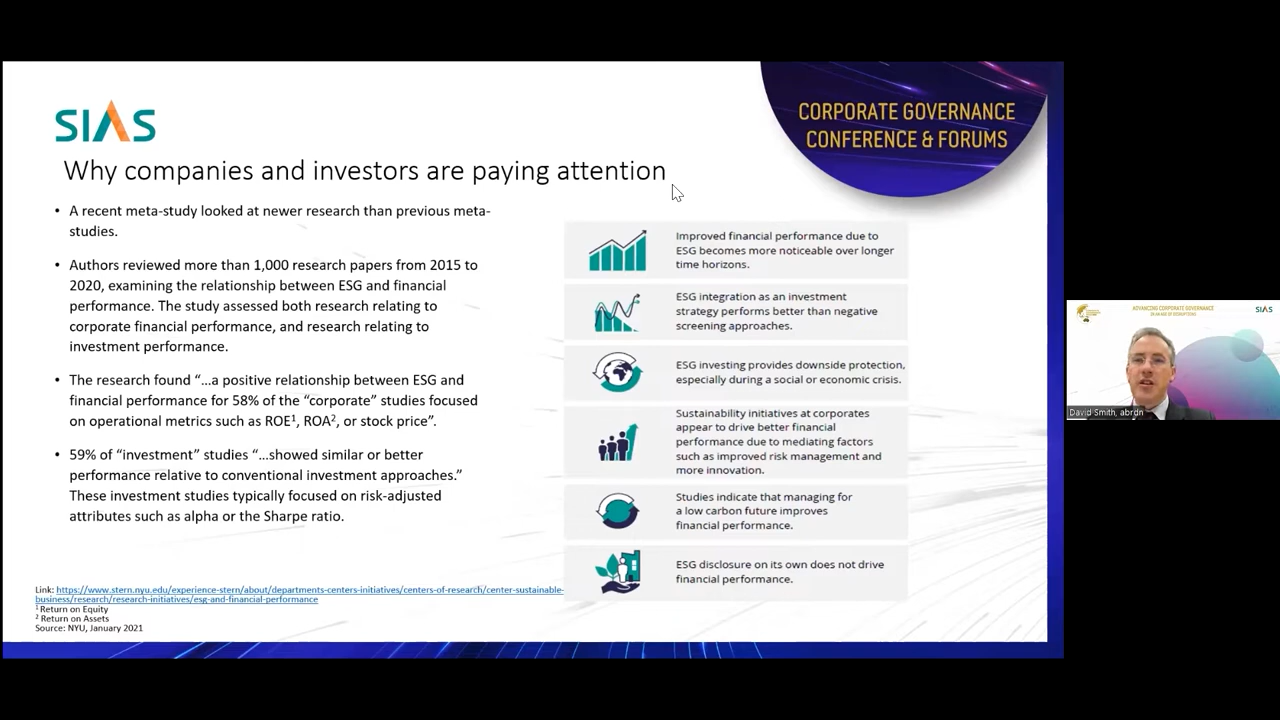 SIAS
CORPORATE GOVERNANCE
CONFERENCE & FORUMS
Why companies and investors are paying attention
• A recent meta-study looked at newer research than previous meta-
studies.
• Authors reviewed more than 1,000 research papers from 2015 to
2020, examining the relationship between ESG and financial
performance. The study assessed both research relating to
corporate financial performance, and research relating to
investment performance.
• The research found “…a positive relationship between ESG and
financial performance for 58% of the “corporate” studies focused
on operational metrics such as ROE¹, ROA², or stock price”.
• 59% of “investment” studies “…showed similar or better
performance relative to conventional investment approaches.”
These investment studies typically focused on risk-adjusted
attributes such as alpha or the Sharpe ratio.
Improved financial performance due to
ESG becomes more noticeable over longer
time horizons.
ESG integration as an investment
strategy performs better than negative
screening approaches.
ESG investing provides downside protection,
especially during a social or economic crisis.
Sustainability initiatives at corporates
appear to drive better financial
performance due to mediating factors
such as improved risk management and
more innovation.
Studies indicate that managing for
a low carbon future improves
financial performance.
ESG disclosure on its own does not drive
financial performance.
Link: https://www.stern.nyu.edu/experience-stern/about/departments-centers-initiatives/centers-of-research/center-sustainable-
business/research/research-initiatives/esg-and-financial-performance
¹ Return on Equity
² Return on Assets
Source: NYU, January 2021
ADVANCING CORPORATE GOVERNANCE
IN AN AGE OF DISRUPTIONS
SIAS
David Smith, abrdn